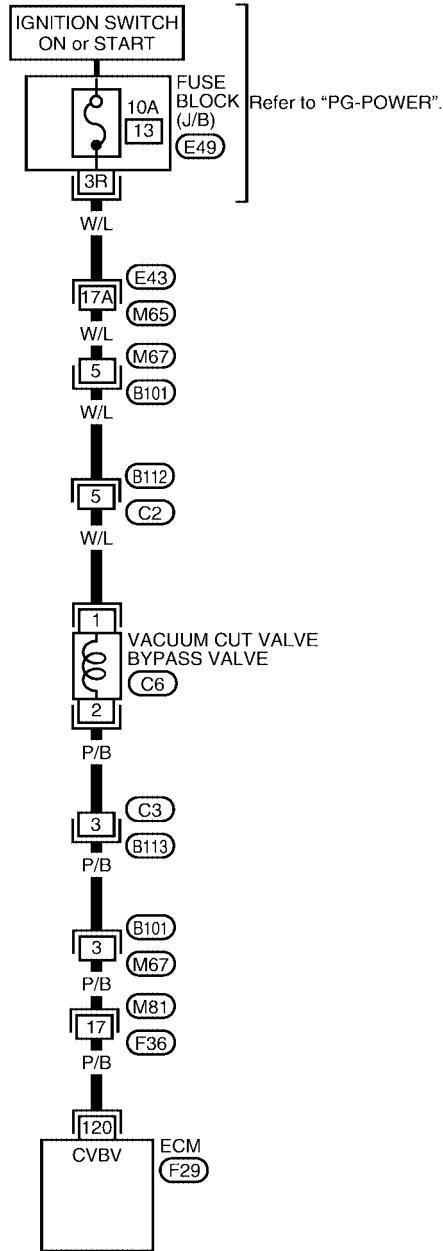 IGNITION SWITCH
ON or START
FUSE
BLOCK
(J/B)
E49
10A
13
Refer to “PG-POWER”.
3R
W/L
E43
17A
M65
W/L
M67
5
B101
W/L
B112
5
C2
W/L
1
VACUUM CUT VALVE
BYPASS VALVE
C6
2
P/B
C3
3
B113
P/B
B101
3
M67
P/B
M81
17
F36
P/B
120
CVBV
ECM
F29